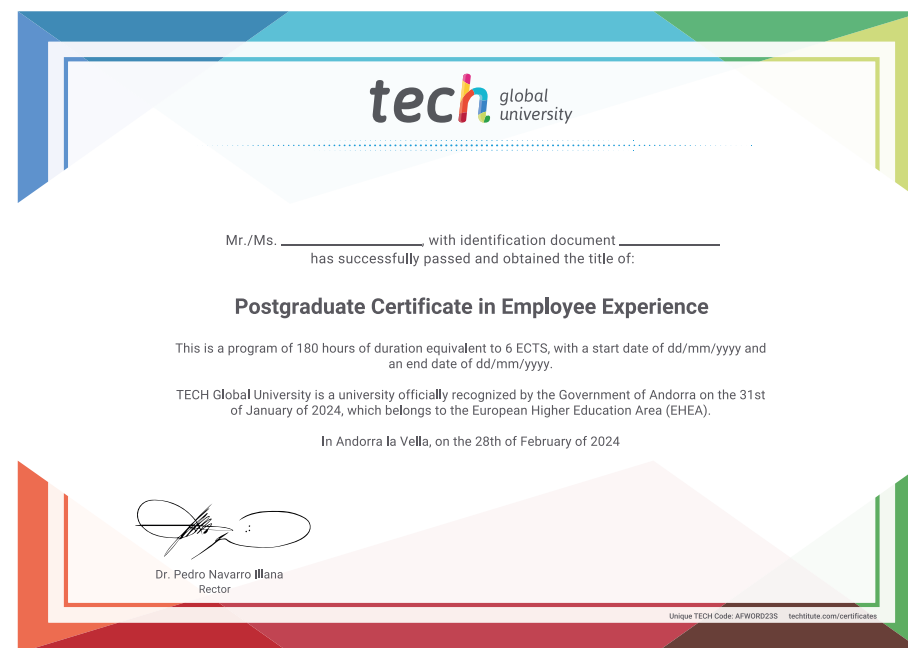 tech global university
Mr./Ms. ________________, with identification document ____________
has successfully passed and obtained the title of:
Postgraduate Certificate in Employee Experience
This is a program of 180 hours of duration equivalent to 6 ECTS, with a start date of dd/mm/yyyy and
an end date of dd/mm/yyyy.
TECH Global University is a university officially recognized by the Government of Andorra on the 31st
of January of 2024, which belongs to the European Higher Education Area (EHEA).
In Andorra la Vella, on the 28th of February of 2024
Dr. Pedro Navarro Illana
Rector
Unique TECH Code: AFWORD23S techtitute.com/certificates